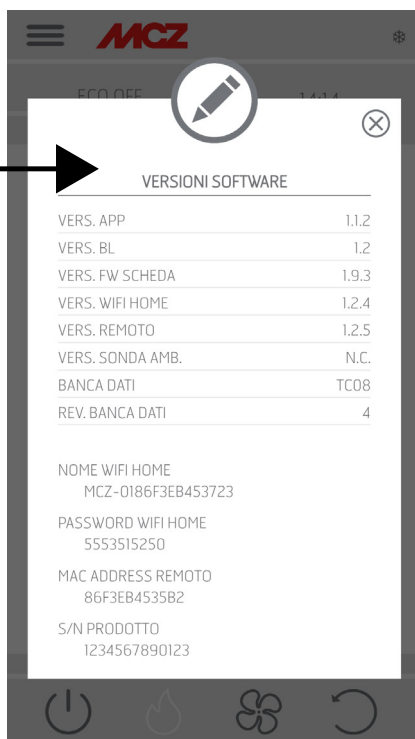 MCZ
ECO OFF 14:14
VERSIONI SOFTWARE
VERS. APP 1.1.2
VERS. BL 1.2
VERS. FW SCHEDA 1.9.3
VERS. WIFI HOME 1.2.4
VERS. REMOTO 1.2.5
VERS. SONDA AMB. N.C.
BANCA DATI TC08
REV. BANCA DATI 4
NOME WIFI HOME
MCZ-0186F3EB453723
PASSWORD WIFI HOME
5553515250
MAC ADDRESS REMOTO
86F3EB4535B2
S/N PRODOTTO
1234567890123